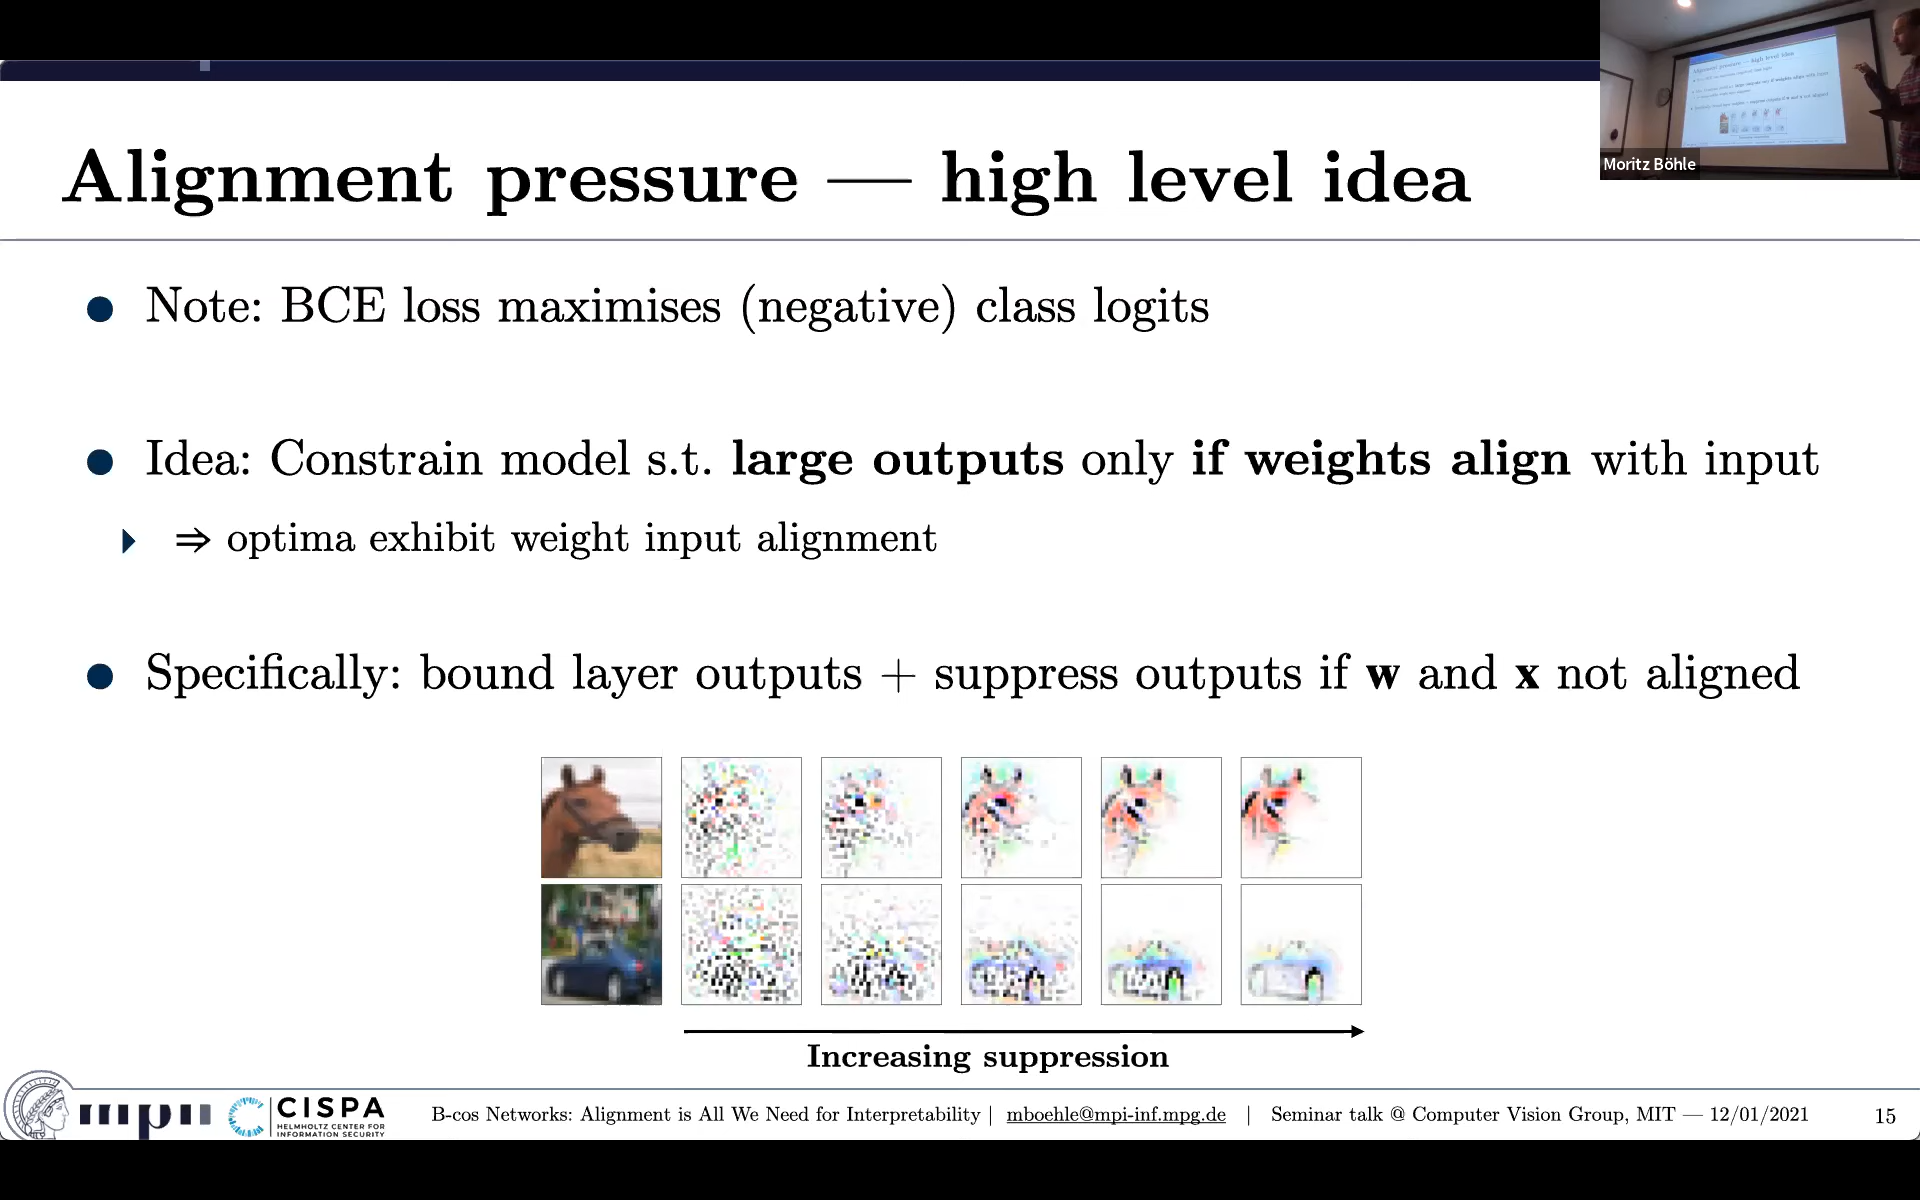 Alignment pressure — high level idea
Moritz Böhle
● Note: BCE loss maximises (negative) class logits
● Idea: Constrain model s.t. large outputs only if weights align with input
⇒ optima exhibit weight input alignment
● Specifically: bound layer outputs + suppress outputs if w and x not aligned
Increasing suppression
mpii
CISPA
HELMHOLTZ CENTER FOR
INFORMATION SECURITY
B-cos Networks: Alignment is All We Need for Interpretability | mboehle@mpi-inf.mpg.de | Seminar talk @ Computer Vision Group, MIT — 12/01/2021 15